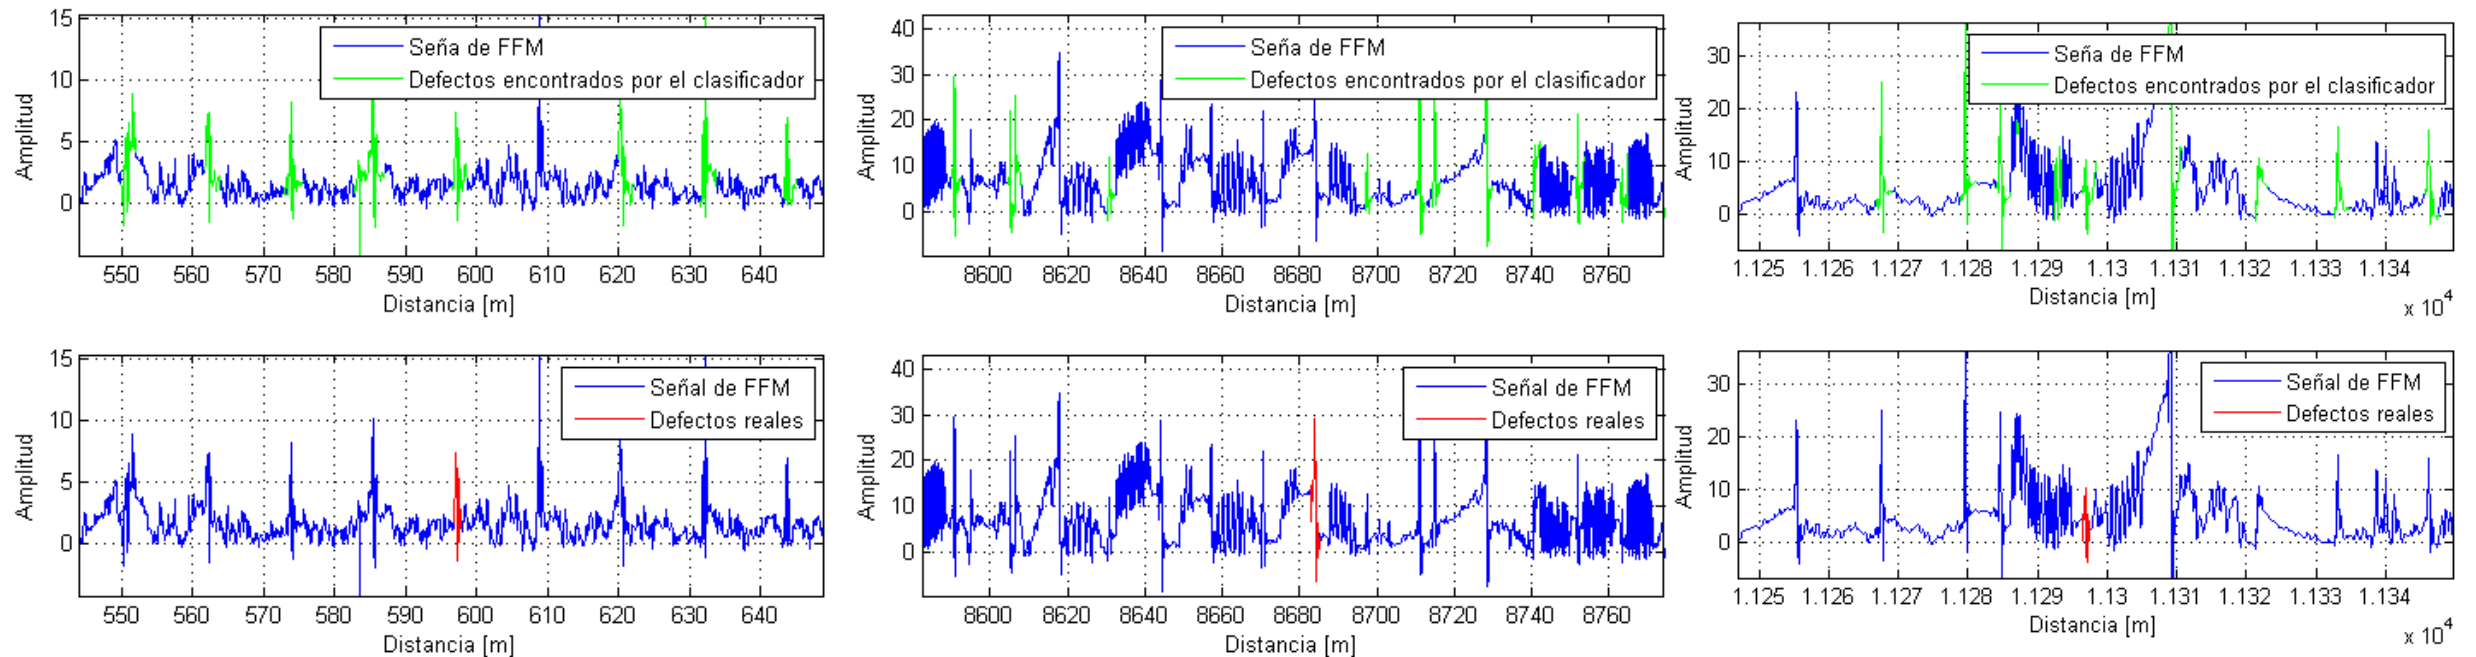 15
10
5
0
Amplitud
Seña de FFM
Defectos encontrados por el clasificador
550 560 570 580 590 600 610 620 630 640
Distancia [m]
40
30
20
10
0
Amplitud
Seña de FFM
Defectos encontrados por el clasificador
8600 8620 8640 8660 8680 8700 8720 8740 8760
Distancia [m]
30
20
10
0
Amplitud
Seña de FFM
Defectos encontrados por el clasificador
1.125 1.126 1.127 1.128 1.129 1.13 1.131 1.132 1.133 1.134
Distancia [m]
x 10⁴
15
10
5
0
Amplitud
Señal de FFM
Defectos reales
550 560 570 580 590 600 610 620 630 640
Distancia [m]
40
30
20
10
0
Amplitud
Señal de FFM
Defectos reales
8600 8620 8640 8660 8680 8700 8720 8740 8760
Distancia [m]
30
20
10
0
Amplitud
Señal de FFM
Defectos reales
1.125 1.126 1.127 1.128 1.129 1.13 1.131 1.132 1.133 1.134
Distancia [m]
x 10⁴